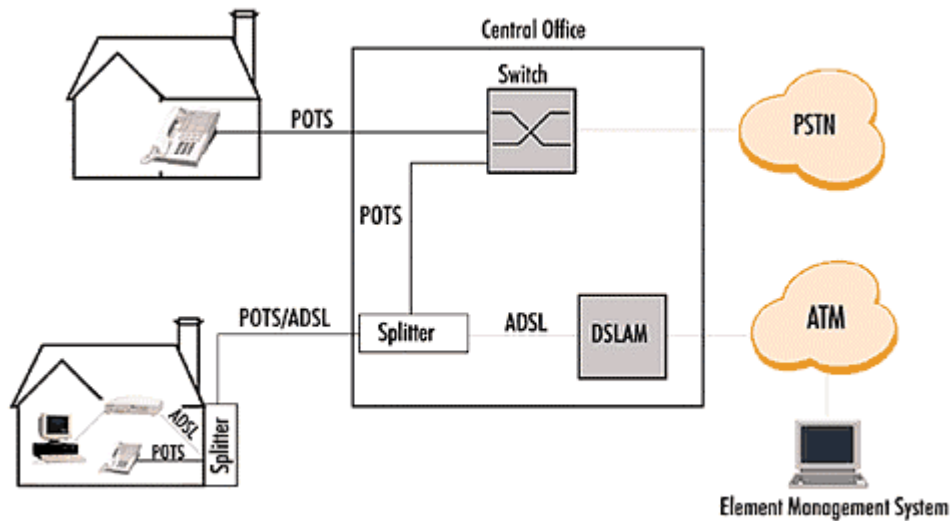 Central Office
Switch
POTS
PSTN
POTS
POTS/ADSL
Splitter
ADSL
DSLAM
ATM
ADSL
POTS
Splitter
Element Management System